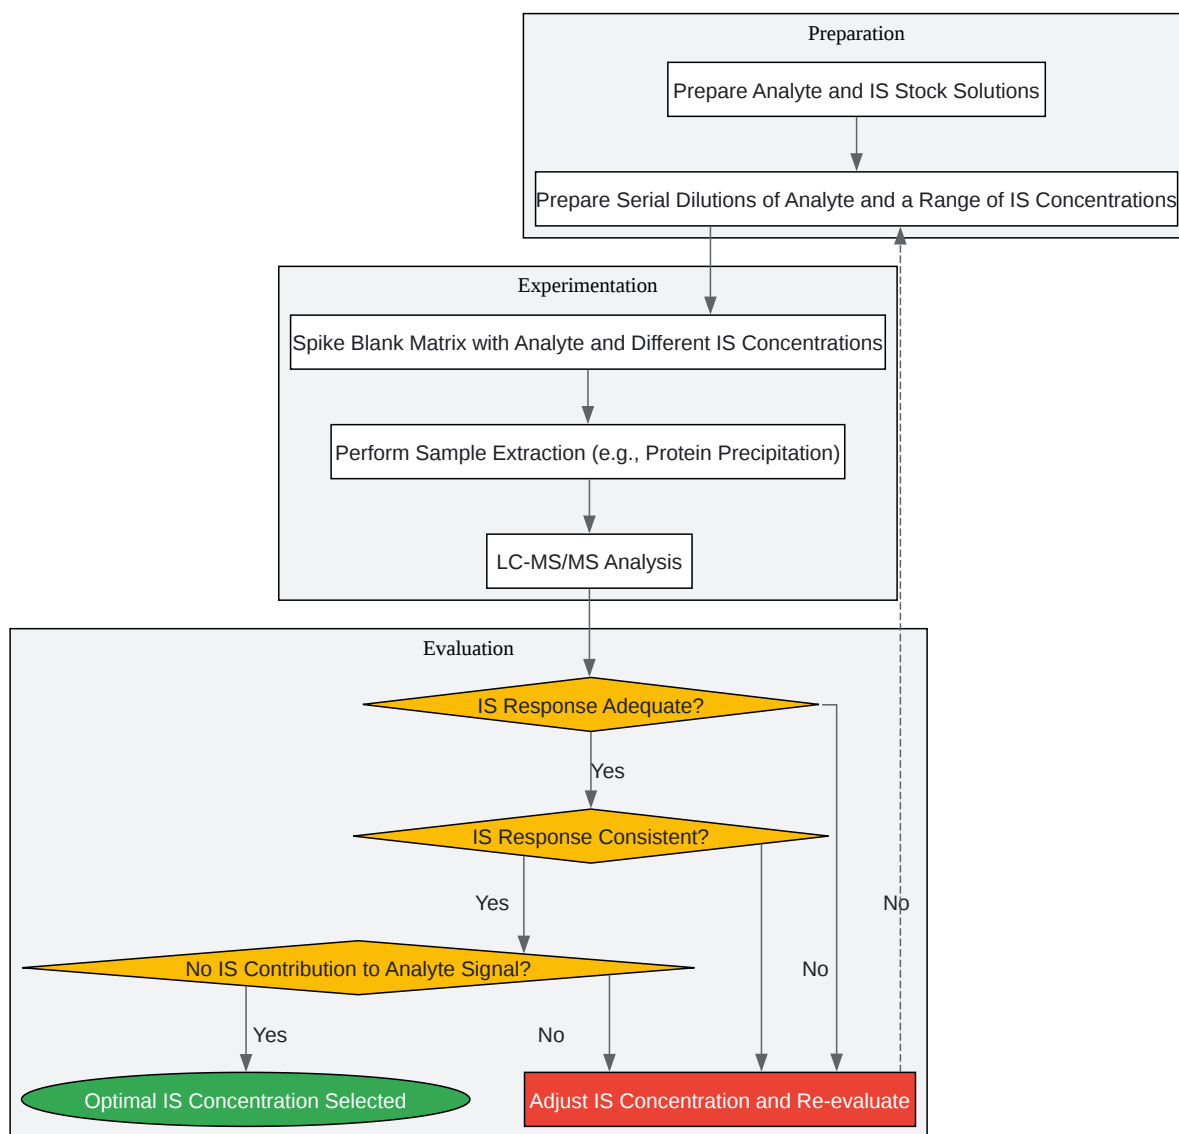 Preparation
Prepare Analyte and IS Stock Solutions
Prepare Serial Dilutions of Analyte and a Range of IS Concentrations
Experimentation
Spike Blank Matrix with Analyte and Different IS Concentrations
Perform Sample Extraction (e.g., Protein Precipitation)
LC-MS/MS Analysis
Evaluation
IS Response Adequate?
Yes
IS Response Consistent?
Yes
No
No IS Contribution to Analyte Signal?
No
Yes
No
Optimal IS Concentration Selected
Adjust IS Concentration and Re-evaluate